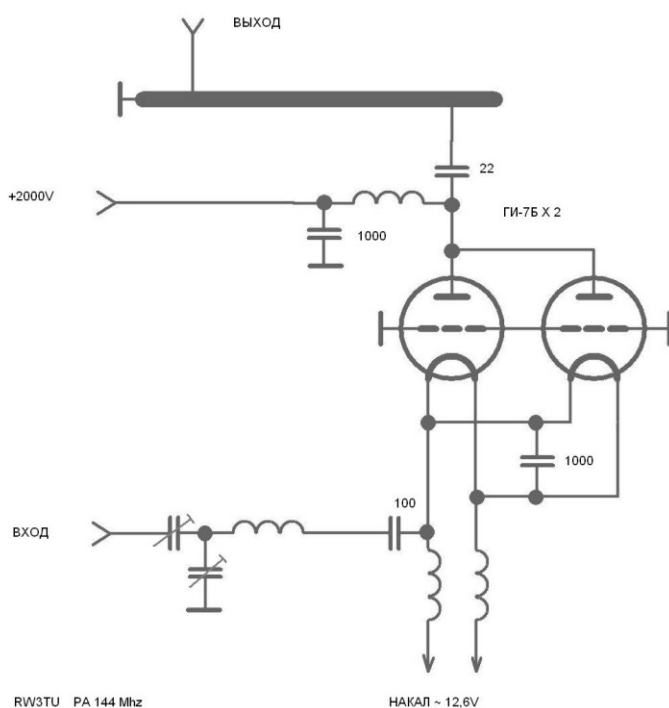 ВЫХОД
22
+2000V
ГИ-7Б X 2
1000
1000
100
ВХОД
RW3TU PA 144 Mhz
НАКАЛ ~ 12,6V